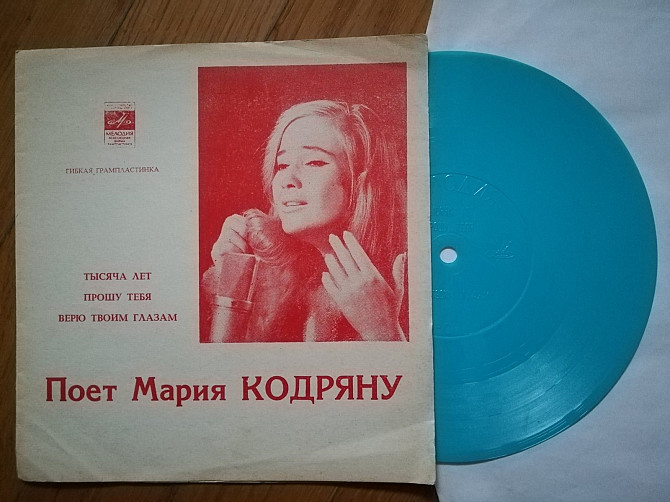 МЕЛОДИЯ
ГИБКАЯ ГРАМПЛАСТИНКА
ТЫСЯЧА ЛЕТ
ПРОШУ ТЕБЯ
ВЕРЮ ТВОИМ ГЛАЗАМ
Поет Мария КОДРЯНУ